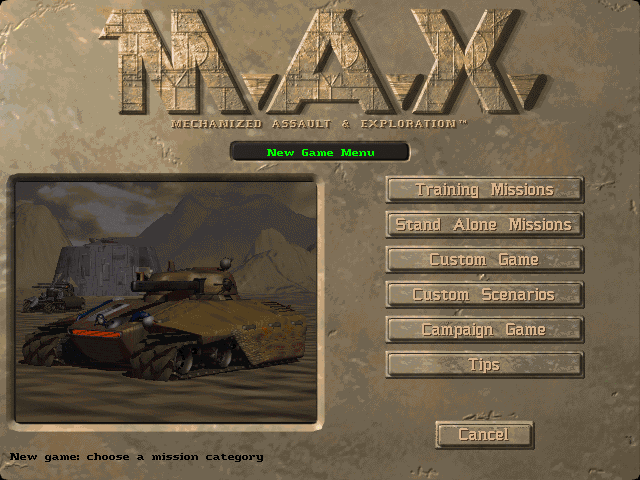 M.A.X.
MECHANIZED ASSAULT & EXPLORATION™
New Game Menu
Training Missions
Stand Alone Missions
Custom Game
Custom Scenarios
Campaign Game
Tips
Cancel
New game: choose a mission category